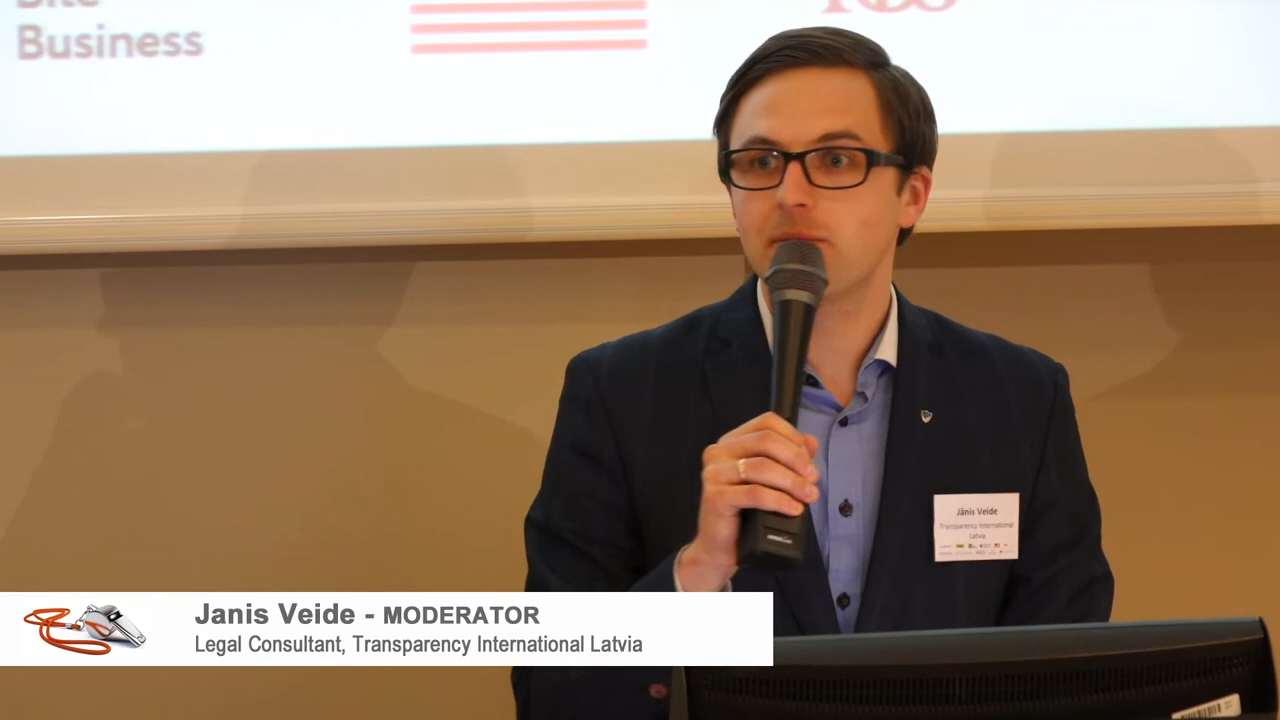 Business
Jānis Veide
Transparency International
Latvia
Janis Veide - MODERATOR
Legal Consultant, Transparency International Latvia